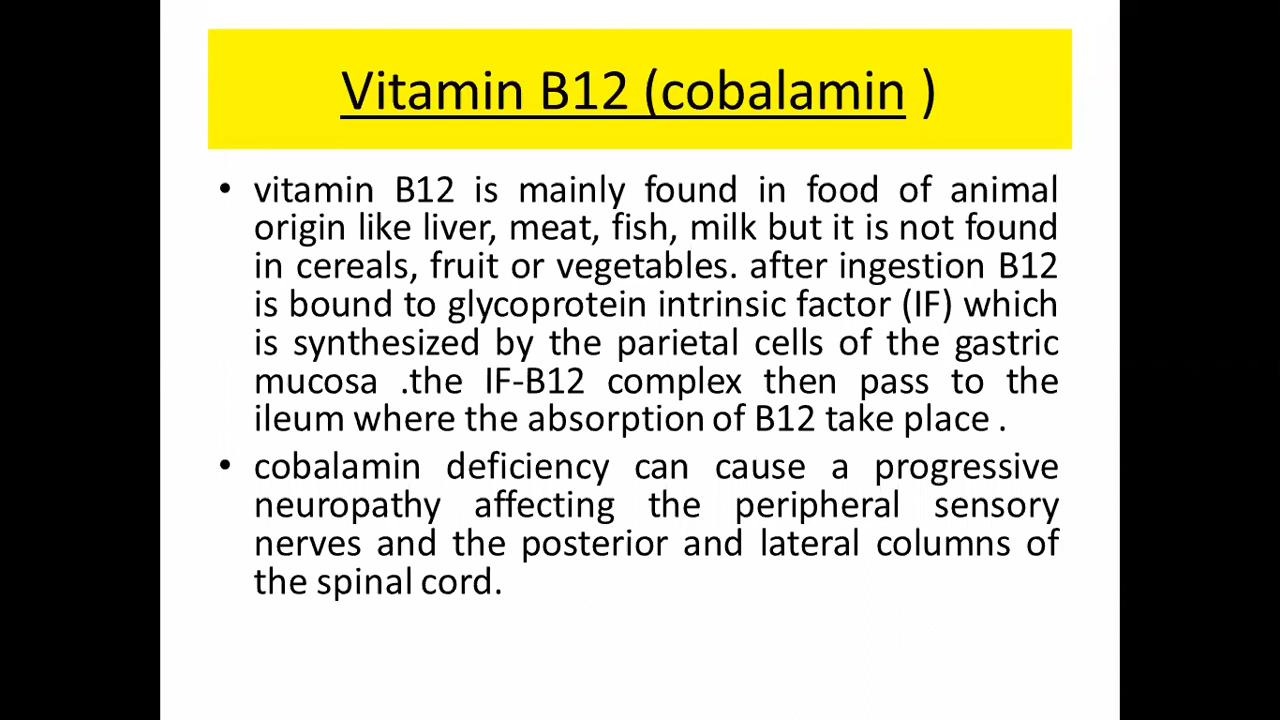 Vitamin B12 (cobalamin )
• vitamin B12 is mainly found in food of animal
origin like liver, meat, fish, milk but it is not found
in cereals, fruit or vegetables. after ingestion B12
is bound to glycoprotein intrinsic factor (IF) which
is synthesized by the parietal cells of the gastric
mucosa .the IF-B12 complex then pass to the
ileum where the absorption of B12 take place .
• cobalamin deficiency can cause a progressive
neuropathy affecting the peripheral sensory
nerves and the posterior and lateral columns of
the spinal cord.